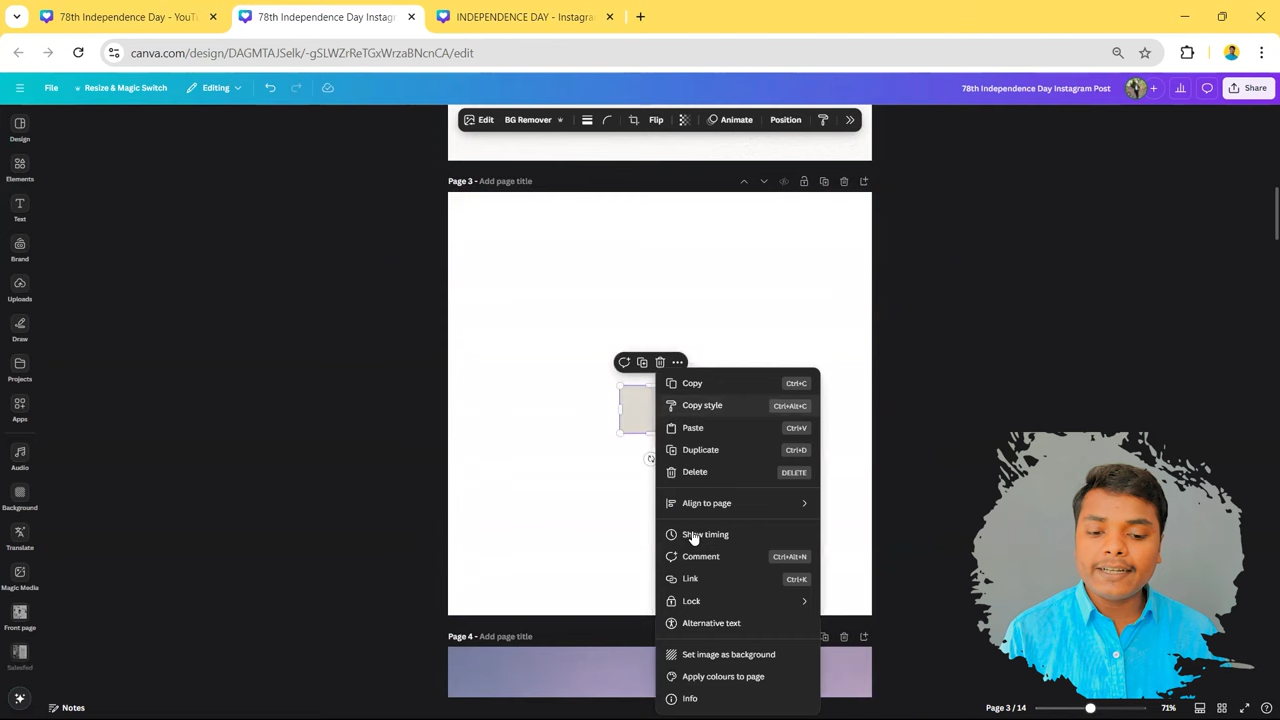 78th Independence Day - YouT
78th Independence Day Instagram
INDEPENDENCE DAY - Instagra
canva.com/design/DAGMTAJSelk/-gSLWZrReTGxWrzaBNcnCA/edit
File
Resize & Magic Switch
Editing
78th Independence Day Instagram Post
Share
Edit
BG Remover
Flip
Animate
Position
Design
Elements
Text
Brand
Uploads
Draw
Projects
Apps
Audio
Background
Translate
Magic Media
Front page
Salesfed
Page 3 - Add page title
Copy Ctrl+C
Copy style Ctrl+Alt+C
Paste Ctrl+V
Duplicate Ctrl+D
Delete DELETE
Align to page
Show timing
Comment Ctrl+Alt+N
Link Ctrl+K
Lock
Alternative text
Set image as background
Apply colours to page
Info
Page 4 - Add page title
Notes
Page 3 / 14
71%